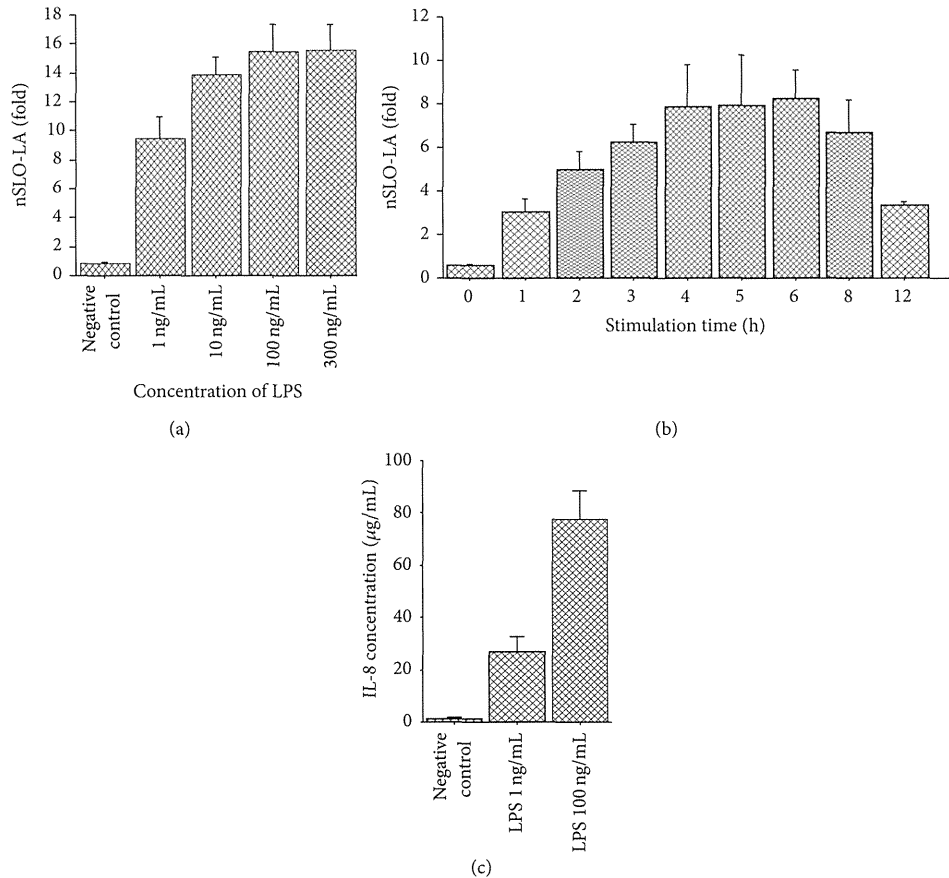 nSLO-LA (fold)
18
16
14
12
10
8
6
4
2
0
Negative
control
1 ng/mL
10 ng/mL
100 ng/mL
300 ng/mL
Concentration of LPS
(a)
nSLO-LA (fold)
12
10
8
6
4
2
0
0 1 2 3 4 5 6 8 12
Stimulation time (h)
(b)
IL-8 concentration (μg/mL)
100
80
60
40
20
0
Negative
control
LPS 1 ng/mL
LPS 100 ng/mL
(c)